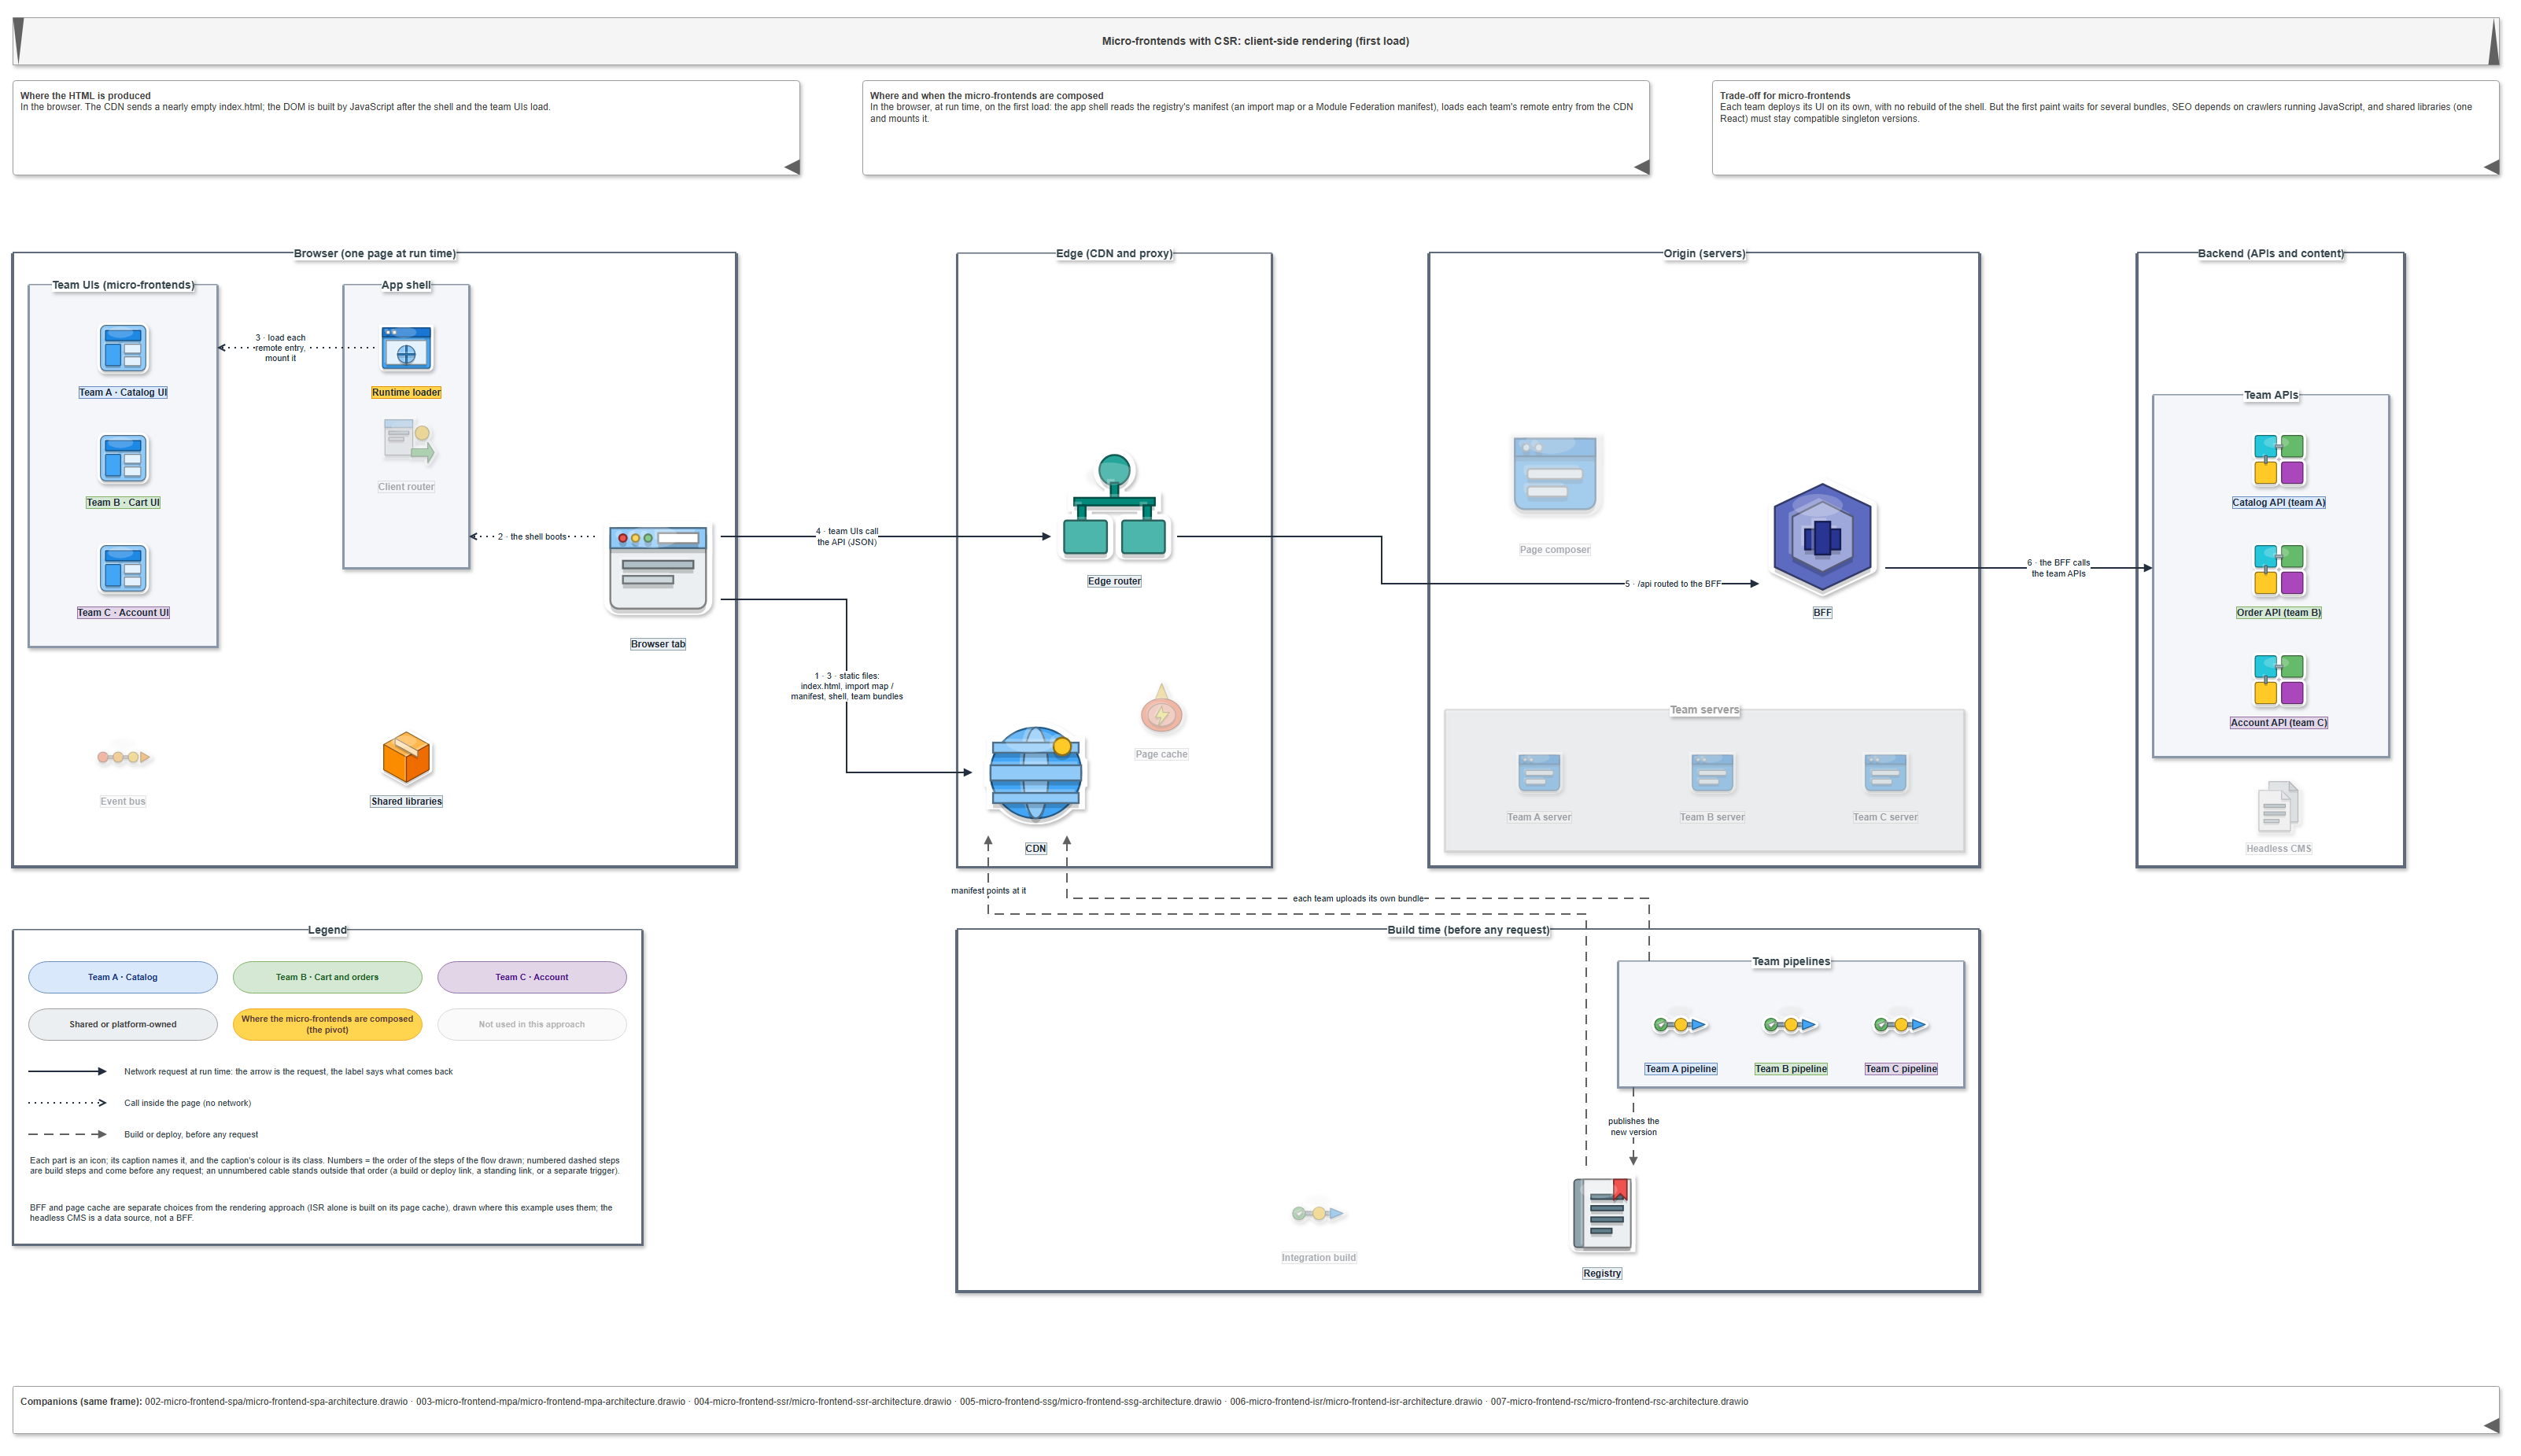 Micro-frontends with CSR: client-side rendering (first load)
Where the HTML is produced
In the browser. The CDN sends a nearly empty index.html; the DOM is built by JavaScript after the shell and the team UIs load.
Where and when the micro-frontends are composed
In the browser, at run time, on the first load: the app shell reads the registry's manifest (an import map or a Module Federation manifest), loads each team's remote entry from the CDN
and mounts it.
Trade-off for micro-frontends
Each team deploys its UI on its own, with no rebuild of the shell. But the first paint waits for several bundles, SEO depends on crawlers running JavaScript, and shared libraries (one
React) must stay compatible singleton versions.
Browser (one page at run time)
Team UIs (micro-frontends)
Team A · Catalog UI
Team B · Cart UI
Team C · Account UI
3 · load each
remote entry,
mount it
App shell
Runtime loader
Client router
2 · the shell boots
Browser tab
Event bus
Shared libraries
4 · team UIs call
the API (JSON)
1 · 3 · static files:
index.html, import map /
manifest, shell, team bundles
Edge (CDN and proxy)
Edge router
Page cache
CDN
Origin (servers)
Page composer
5 · /api routed to the BFF
BFF
Team servers
Team A server
Team B server
Team C server
6 · the BFF calls
the team APIs
Backend (APIs and content)
Team APIs
Catalog API (team A)
Order API (team B)
Account API (team C)
Headless CMS
manifest points at it
each team uploads its own bundle
Legend
Team A · Catalog
Team B · Cart and orders
Team C · Account
Shared or platform-owned
Where the micro-frontends are composed
(the pivot)
Not used in this approach
Network request at run time: the arrow is the request, the label says what comes back
Call inside the page (no network)
Build or deploy, before any request
Each part is an icon; its caption names it, and the caption's colour is its class. Numbers = the order of the steps of the flow drawn; numbered dashed steps
are build steps and come before any request; an unnumbered cable stands outside that order (a build or deploy link, a standing link, or a separate trigger).
BFF and page cache are separate choices from the rendering approach (ISR alone is built on its page cache), drawn where this example uses them; the
headless CMS is a data source, not a BFF.
Build time (before any request)
Team pipelines
Team A pipeline
Team B pipeline
Team C pipeline
publishes the
new version
Integration build
Registry
Companions (same frame): 002-micro-frontend-spa/micro-frontend-spa-architecture.drawio · 003-micro-frontend-mpa/micro-frontend-mpa-architecture.drawio · 004-micro-frontend-ssr/micro-frontend-ssr-architecture.drawio · 005-micro-frontend-ssg/micro-frontend-ssg-architecture.drawio · 006-micro-frontend-isr/micro-frontend-isr-architecture.drawio · 007-micro-frontend-rsc/micro-frontend-rsc-architecture.drawio